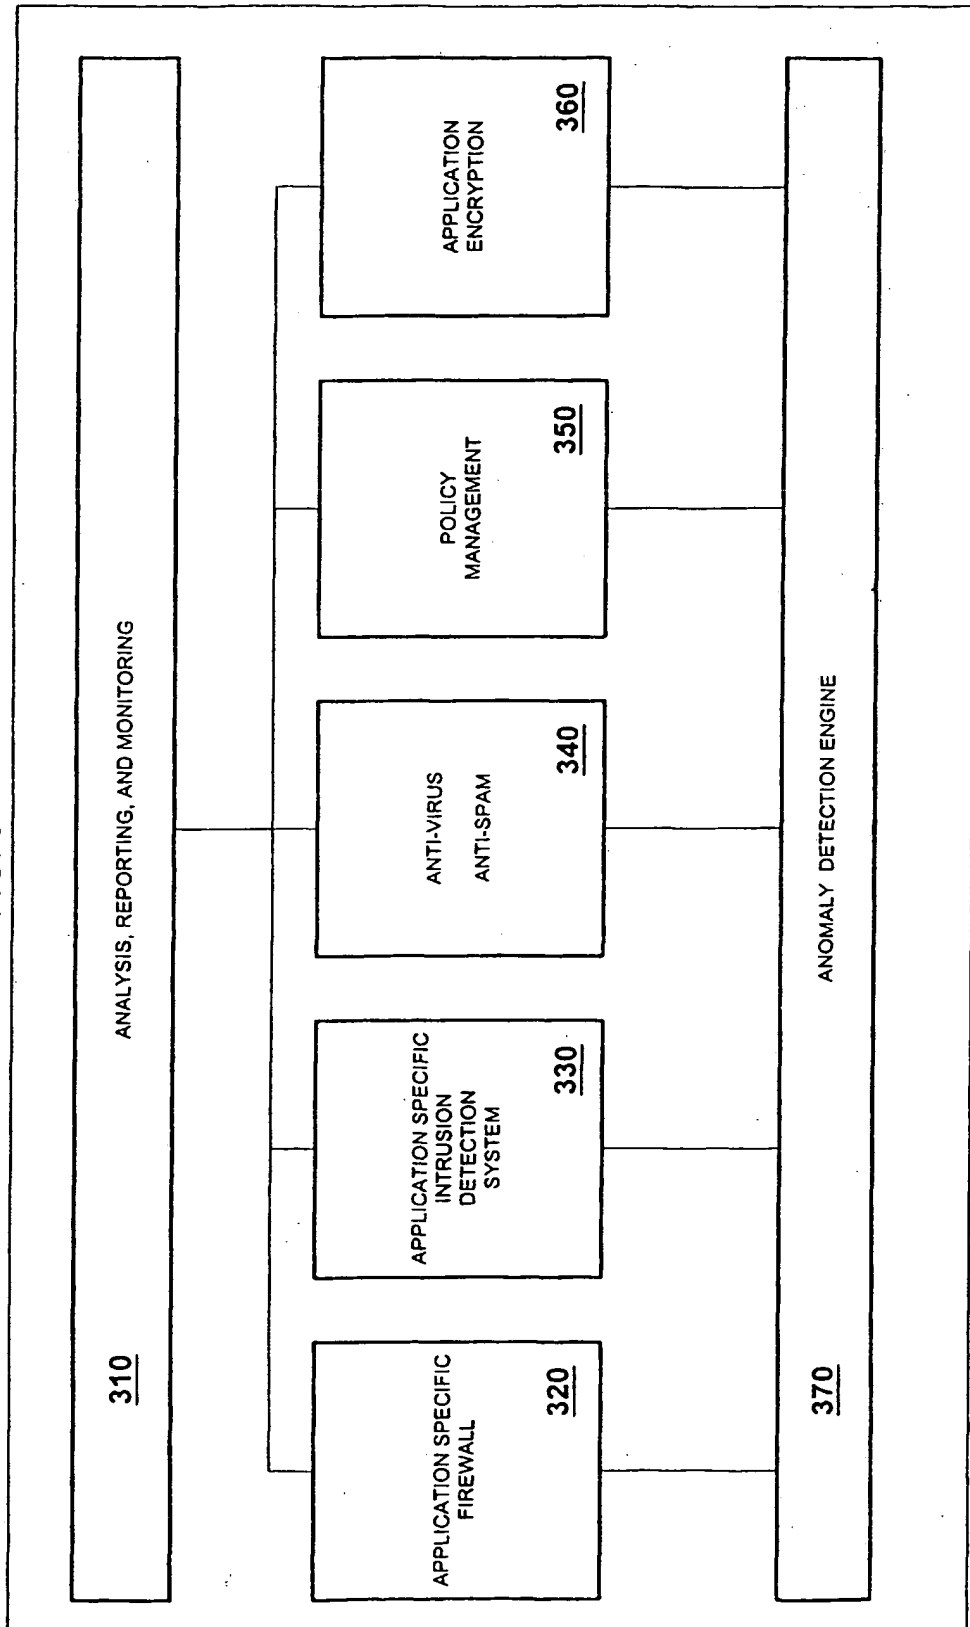 ANALYSIS, REPORTING, AND MONITORING
310
APPLICATION SPECIFIC
FIREWALL
320
APPLICATION SPECIFIC
INTRUSION
DETECTION
SYSTEM
330
ANTI-VIRUS
ANTI-SPAM
340
POLICY
MANAGEMENT
350
APPLICATION
ENCRYPTION
360
ANOMALY DETECTION ENGINE
370